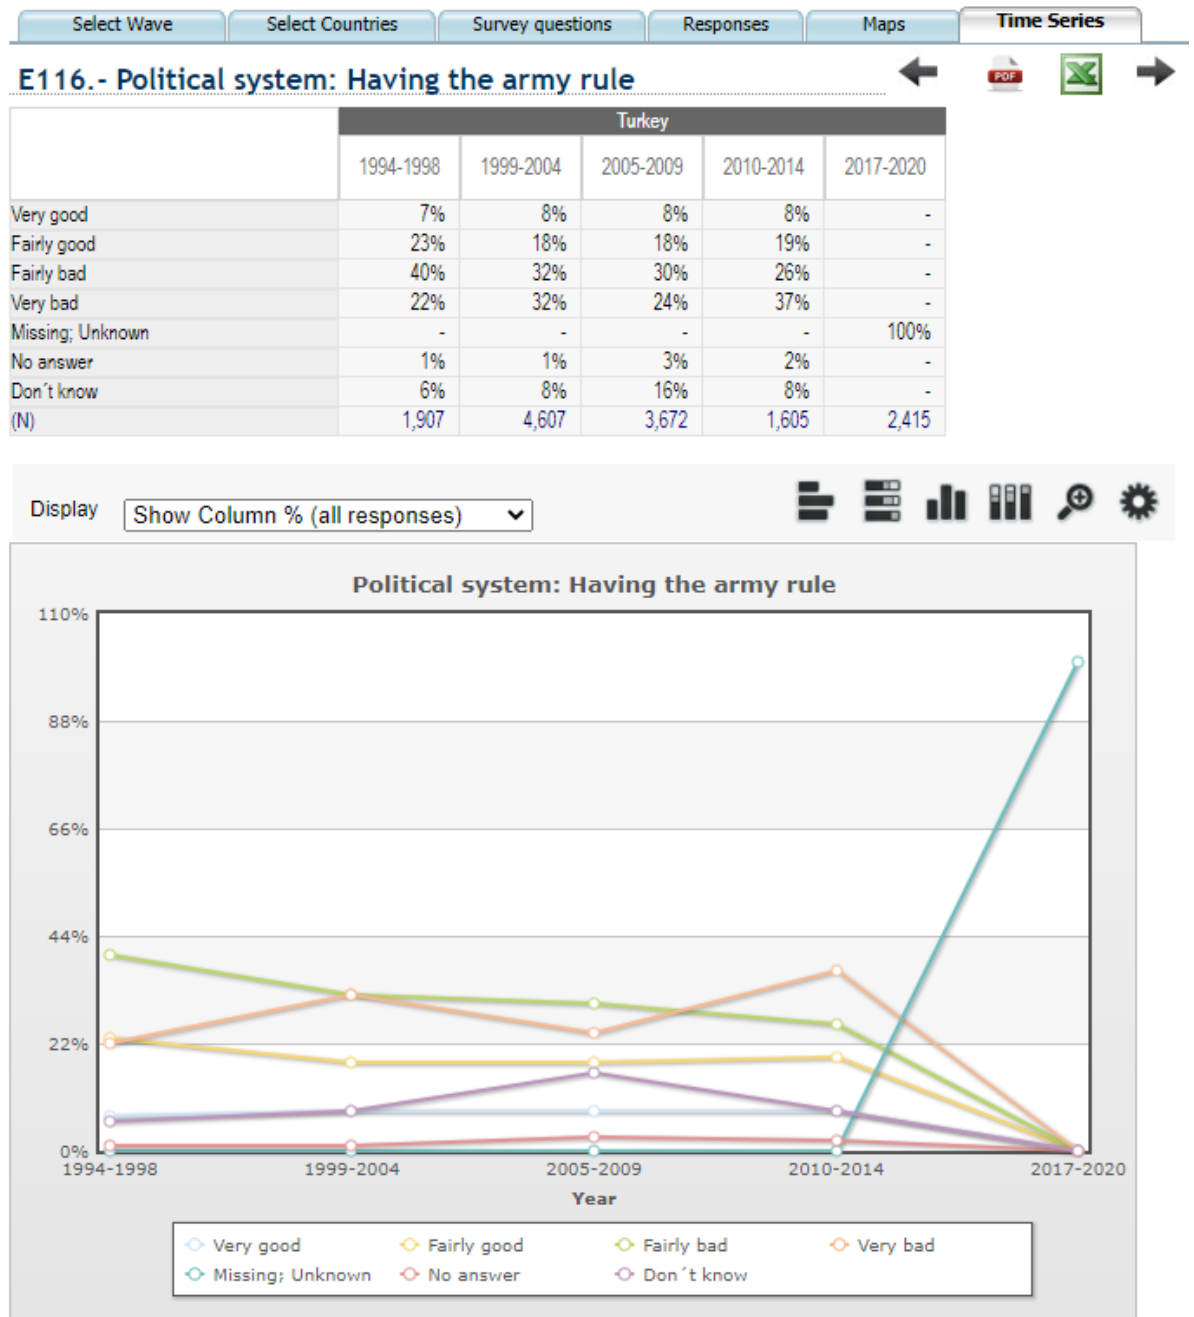 Select Wave Select Countries Survey questions Responses Maps Time Series
E116.- Political system: Having the army rule
PDF
Turkey
1994-1998 1999-2004 2005-2009 2010-2014 2017-2020
Very good 7% 8% 8% 8% -
Fairly good 23% 18% 18% 19% -
Fairly bad 40% 32% 30% 26% -
Very bad 22% 32% 24% 37% -
Missing; Unknown - - - - 100%
No answer 1% 1% 3% 2% -
Don´t know 6% 8% 16% 8% -
(N) 1,907 4,607 3,672 1,605 2,415
Display Show Column % (all responses)
Political system: Having the army rule
110%
88%
66%
44%
22%
0%
1994-1998 1999-2004 2005-2009 2010-2014 2017-2020
Year
Very good Fairly good Fairly bad Very bad
Missing; Unknown No answer Don´t know